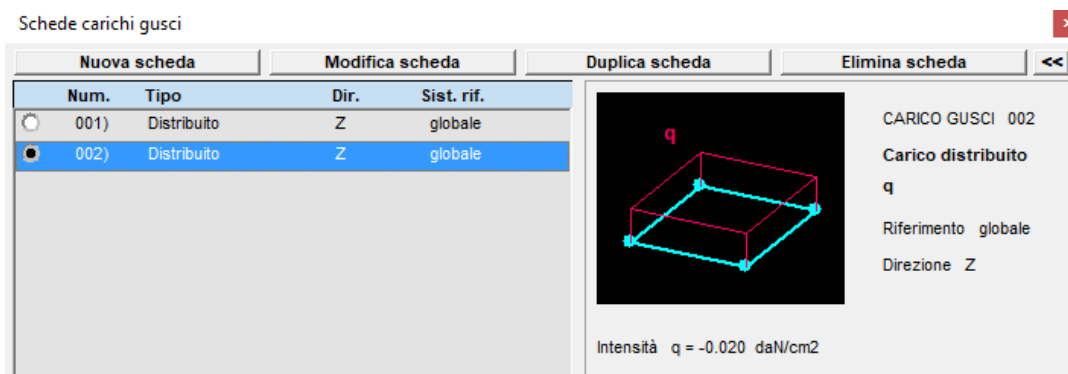 Schede carichi gusci
Nuova scheda Modifica scheda Duplica scheda Elimina scheda <<
Num. Tipo Dir. Sist. rif.
001) Distribuito Z globale
002) Distribuito Z globale
q
CARICO GUSCI 002
Carico distribuito
q
Riferimento globale
Direzione Z
Intensità q = -0.020 daN/cm2